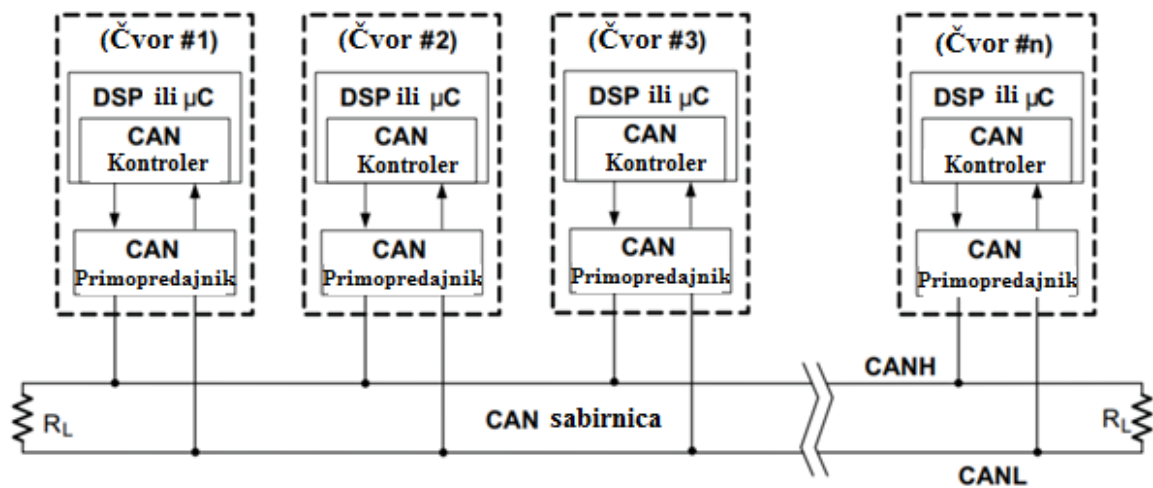 (Čvor #1)
DSP ili µC
CAN
Kontroler
CAN
Primopredajnik
(Čvor #2)
DSP ili µC
CAN
Kontroler
CAN
Primopredajnik
(Čvor #3)
DSP ili µC
CAN
Kontroler
CAN
Primopredajnik
(Čvor #n)
DSP ili µC
CAN
Kontroler
CAN
Primopredajnik
CANH
RL
CAN sabirnica
RL
CANL